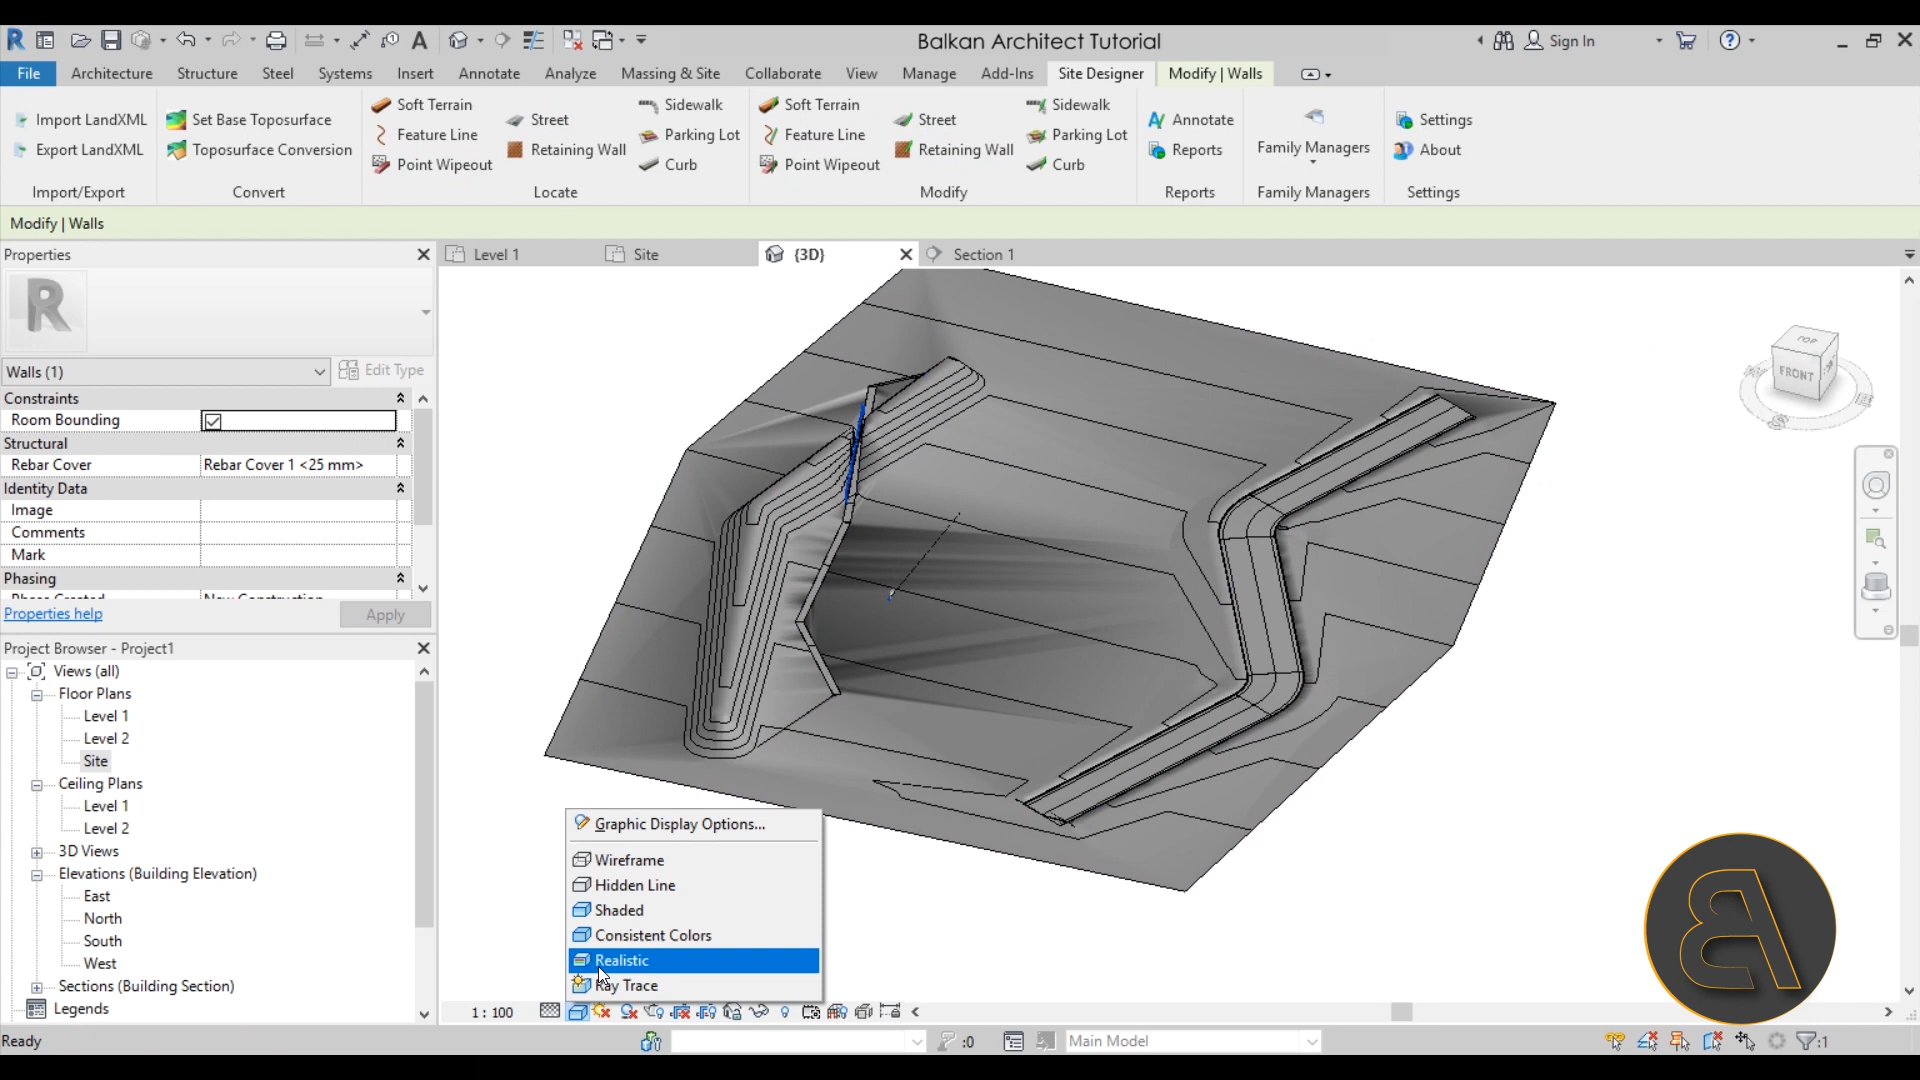 Balkan Architect Tutorial
Sign In
File Architecture Structure Steel Systems Insert Annotate Analyze Massing & Site Collaborate View Manage Add-Ins Site Designer Modify | Walls
Import LandXML
Export LandXML
Import/Export
Set Base Toposurface
Toposurface Conversion
Convert
Soft Terrain
Feature Line
Point Wipeout
Street
Retaining Wall
Sidewalk
Parking Lot
Curb
Locate
Soft Terrain
Feature Line
Point Wipeout
Street
Retaining Wall
Sidewalk
Parking Lot
Curb
Modify
Annotate
Reports
Reports
Family Managers
Family Managers
Settings
About
Settings
Modify | Walls
Properties
Walls (1)
Edit Type
Constraints
Room Bounding
Structural
Rebar Cover Rebar Cover 1 <25 mm>
Identity Data
Image
Comments
Mark
Phasing
Phase Created New Construction
Properties help
Apply
Project Browser - Project1
Views (all)
Floor Plans
Level 1
Level 2
Site
Ceiling Plans
Level 1
Level 2
3D Views
Elevations (Building Elevation)
East
North
South
West
Sections (Building Section)
Legends
Level 1 Site {3D} Section 1
TOP
FRONT
Graphic Display Options...
Wireframe
Hidden Line
Shaded
Consistent Colors
Realistic
Ray Trace
1 : 100
Ready
:0
Main Model
:1